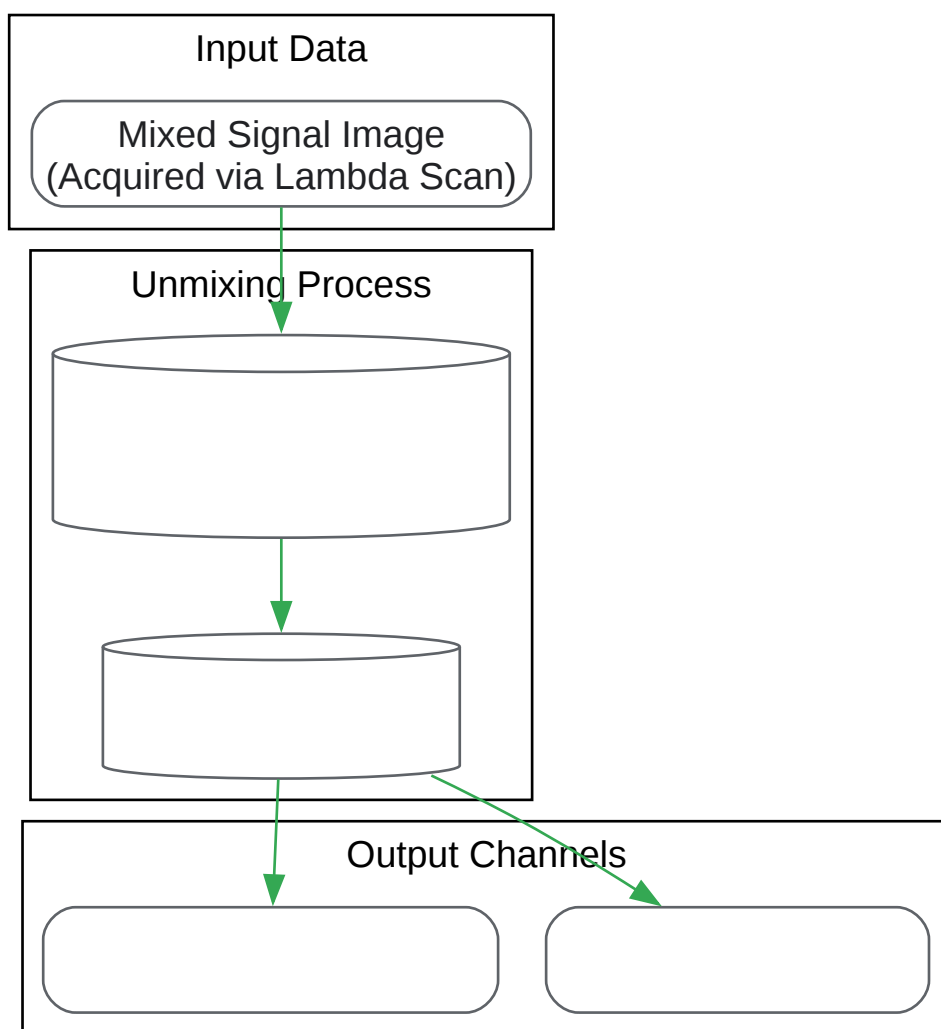 Input Data
Mixed Signal Image
(Acquired via Lambda Scan)
Unmixing Process
Output Channels